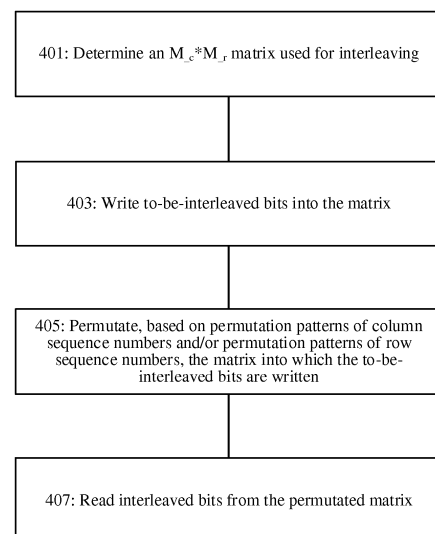 401: Determine an M_c*M_r matrix used for interleaving
403: Write to-be-interleaved bits into the matrix
405: Permutate, based on permutation patterns of column
sequence numbers and/or permutation patterns of row
sequence numbers, the matrix into which the to-be-
interleaved bits are written
407: Read interleaved bits from the permutated matrix